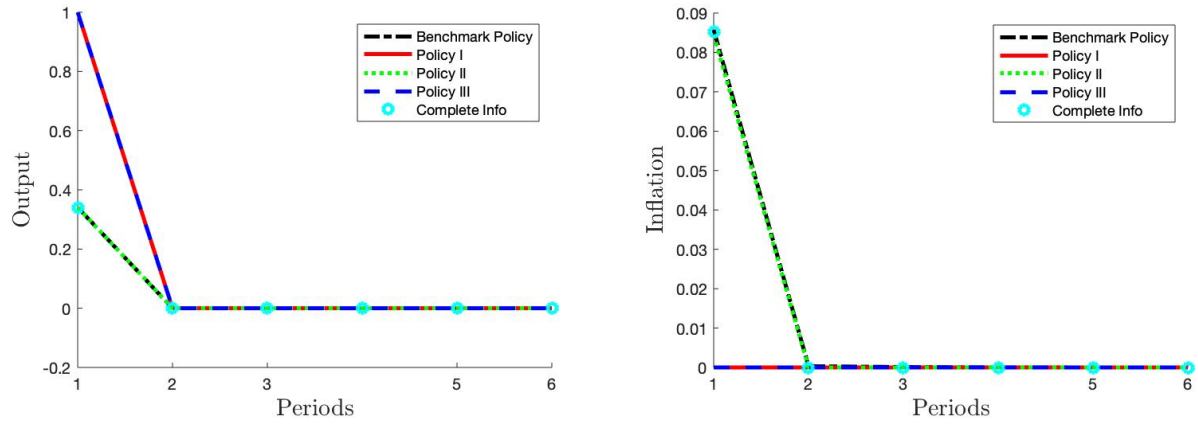 Output
1
0.8
0.6
0.4
0.2
0
-0.2
1
2
3
5
6
Periods
Benchmark Policy
Policy I
Policy II
Policy III
Complete Info
Inflation
0.09
0.08
0.07
0.06
0.05
0.04
0.03
0.02
0.01
0
1
2
3
5
6
Periods
Benchmark Policy
Policy I
Policy II
Policy III
Complete Info